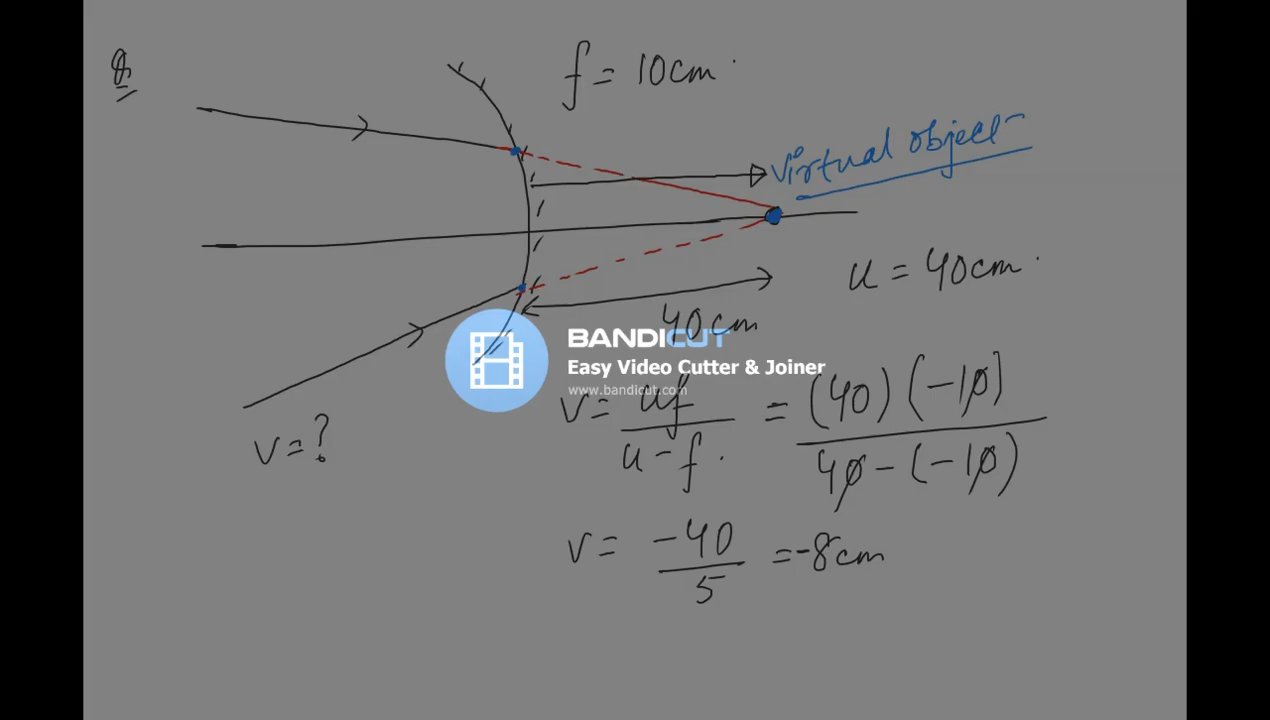 Q
f = 10cm
Virtual object
u = 40cm
40cm
BANDICUT
Easy Video Cutter & Joiner
www.bandicut.com
v = uf / u - f = (40)(-10) / 40 - (-10)
v = ?
v = -40 / 5 = -8cm